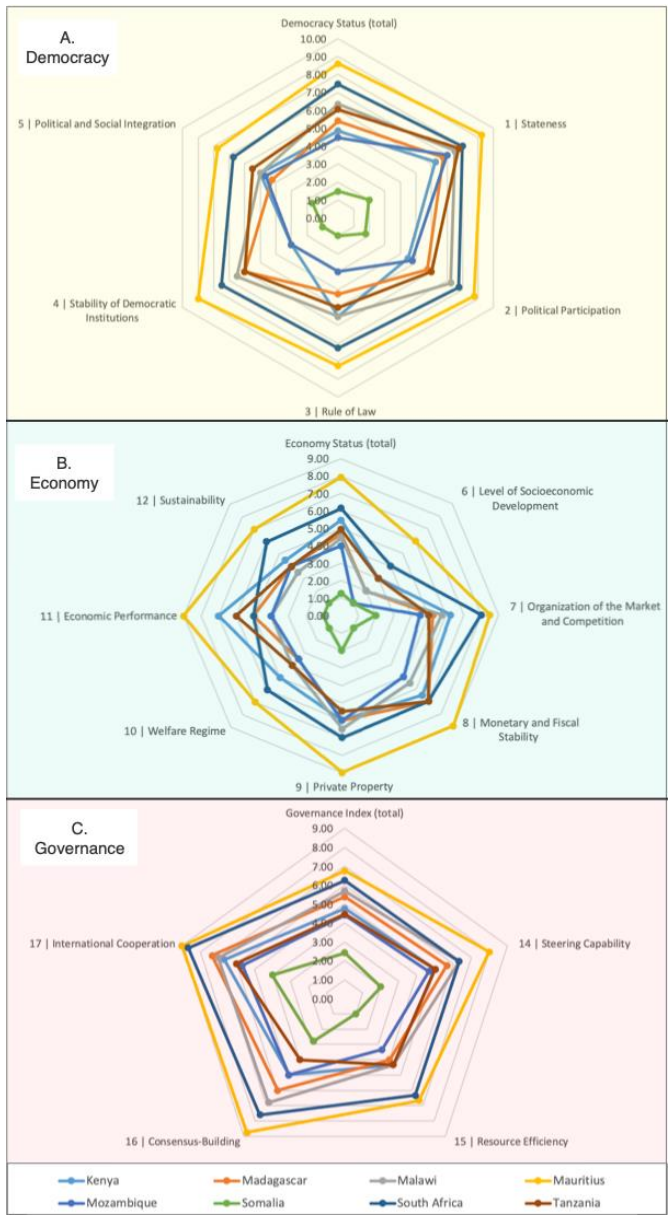 A.
Democracy
Democracy Status (total)
10.00
9.00
8.00
7.00
6.00
5.00
4.00
3.00
2.00
1.00
0.00
5 | Political and Social Integration
1 | Stateness
4 | Stability of Democratic
Institutions
2 | Political Participation
3 | Rule of Law
B.
Economy
Economy Status (total)
9.00
8.00
7.00
6.00
5.00
4.00
3.00
2.00
1.00
0.00
12 | Sustainability
6 | Level of Socioeconomic
Development
11 | Economic Performance
7 | Organization of the Market
and Competition
10 | Welfare Regime
8 | Monetary and Fiscal
Stability
9 | Private Property
C.
Governance
Governance Index (total)
9.00
8.00
7.00
6.00
5.00
4.00
3.00
2.00
1.00
0.00
17 | International Cooperation
14 | Steering Capability
16 | Consensus-Building
15 | Resource Efficiency
Kenya Madagascar Malawi Mauritius
Mozambique Somalia South Africa Tanzania